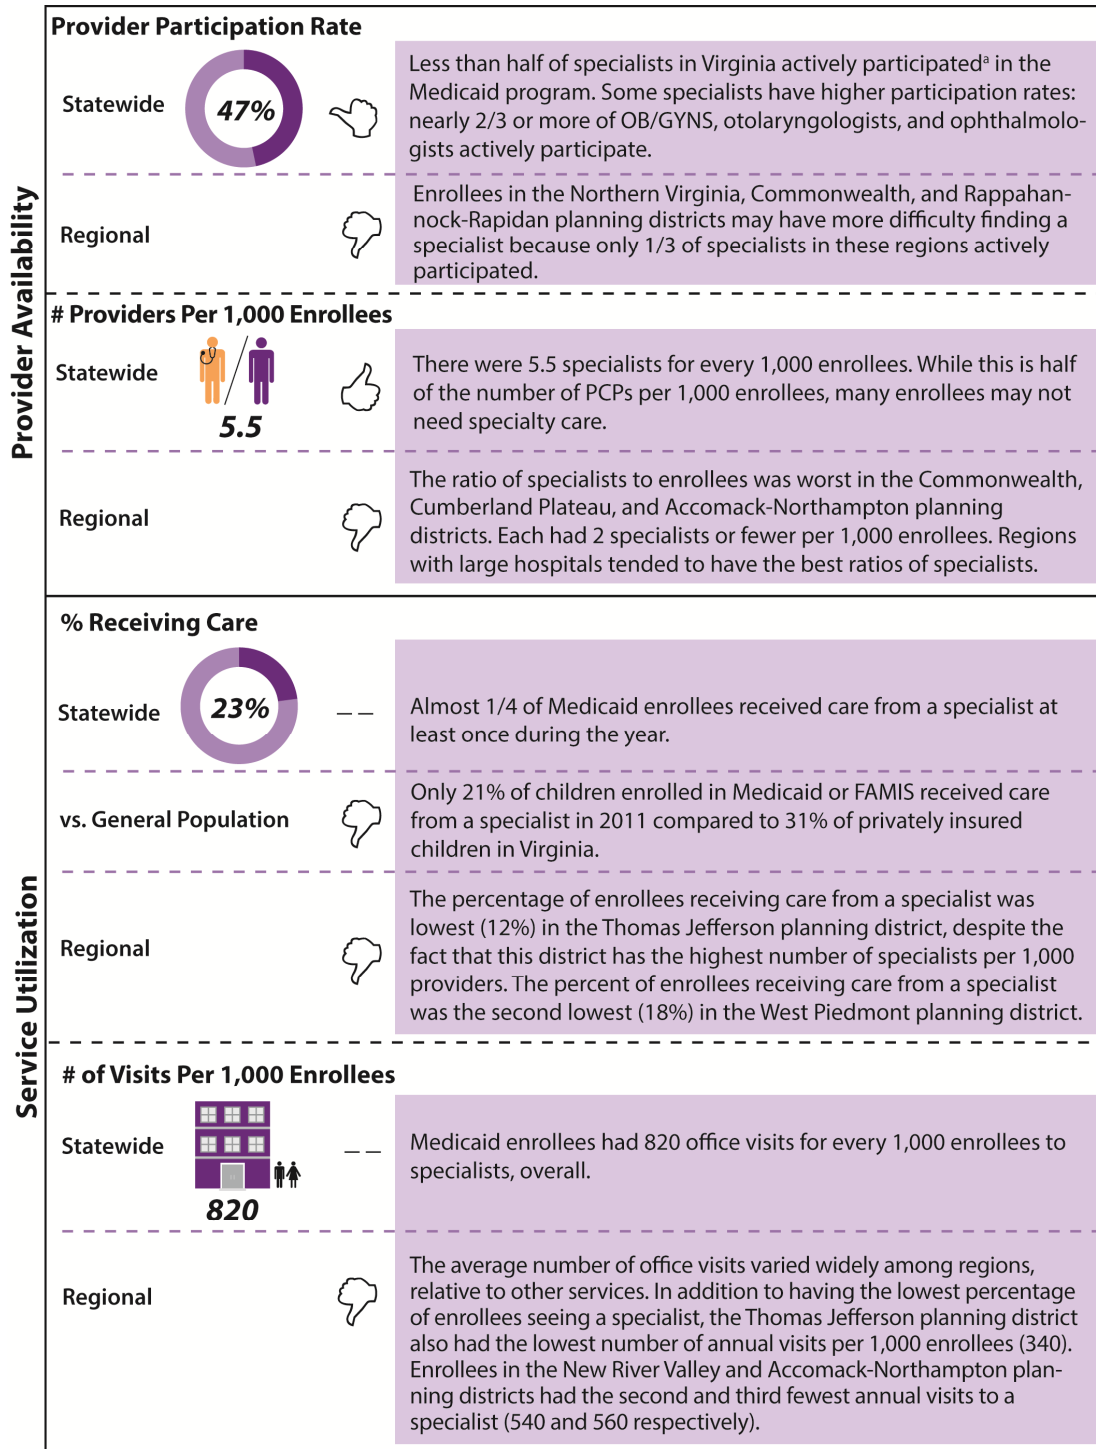 Provider Availability
Provider Participation Rate
Statewide
47%
Less than half of specialists in Virginia actively participatedᵃ in the
Medicaid program. Some specialists have higher participation rates:
nearly 2/3 or more of OB/GYNS, otolaryngologists, and ophthalmolo-
gists actively participate.
Regional
Enrollees in the Northern Virginia, Commonwealth, and Rappahan-
nock-Rapidan planning districts may have more difficulty finding a
specialist because only 1/3 of specialists in these regions actively
participated.
# Providers Per 1,000 Enrollees
Statewide
5.5
There were 5.5 specialists for every 1,000 enrollees. While this is half
of the number of PCPs per 1,000 enrollees, many enrollees may not
need specialty care.
Regional
The ratio of specialists to enrollees was worst in the Commonwealth,
Cumberland Plateau, and Accomack-Northampton planning
districts. Each had 2 specialists or fewer per 1,000 enrollees. Regions
with large hospitals tended to have the best ratios of specialists.
Service Utilization
% Receiving Care
Statewide
23%
– –
Almost 1/4 of Medicaid enrollees received care from a specialist at
least once during the year.
vs. General Population
Only 21% of children enrolled in Medicaid or FAMIS received care
from a specialist in 2011 compared to 31% of privately insured
children in Virginia.
Regional
The percentage of enrollees receiving care from a specialist was
lowest (12%) in the Thomas Jefferson planning district, despite the
fact that this district has the highest number of specialists per 1,000
providers. The percent of enrollees receiving care from a specialist
was the second lowest (18%) in the West Piedmont planning district.
# of Visits Per 1,000 Enrollees
Statewide
820
– –
Medicaid enrollees had 820 office visits for every 1,000 enrollees to
specialists, overall.
Regional
The average number of office visits varied widely among regions,
relative to other services. In addition to having the lowest percentage
of enrollees seeing a specialist, the Thomas Jefferson planning district
also had the lowest number of annual visits per 1,000 enrollees (340).
Enrollees in the New River Valley and Accomack-Northampton plan-
ning districts had the second and third fewest annual visits to a
specialist (540 and 560 respectively).